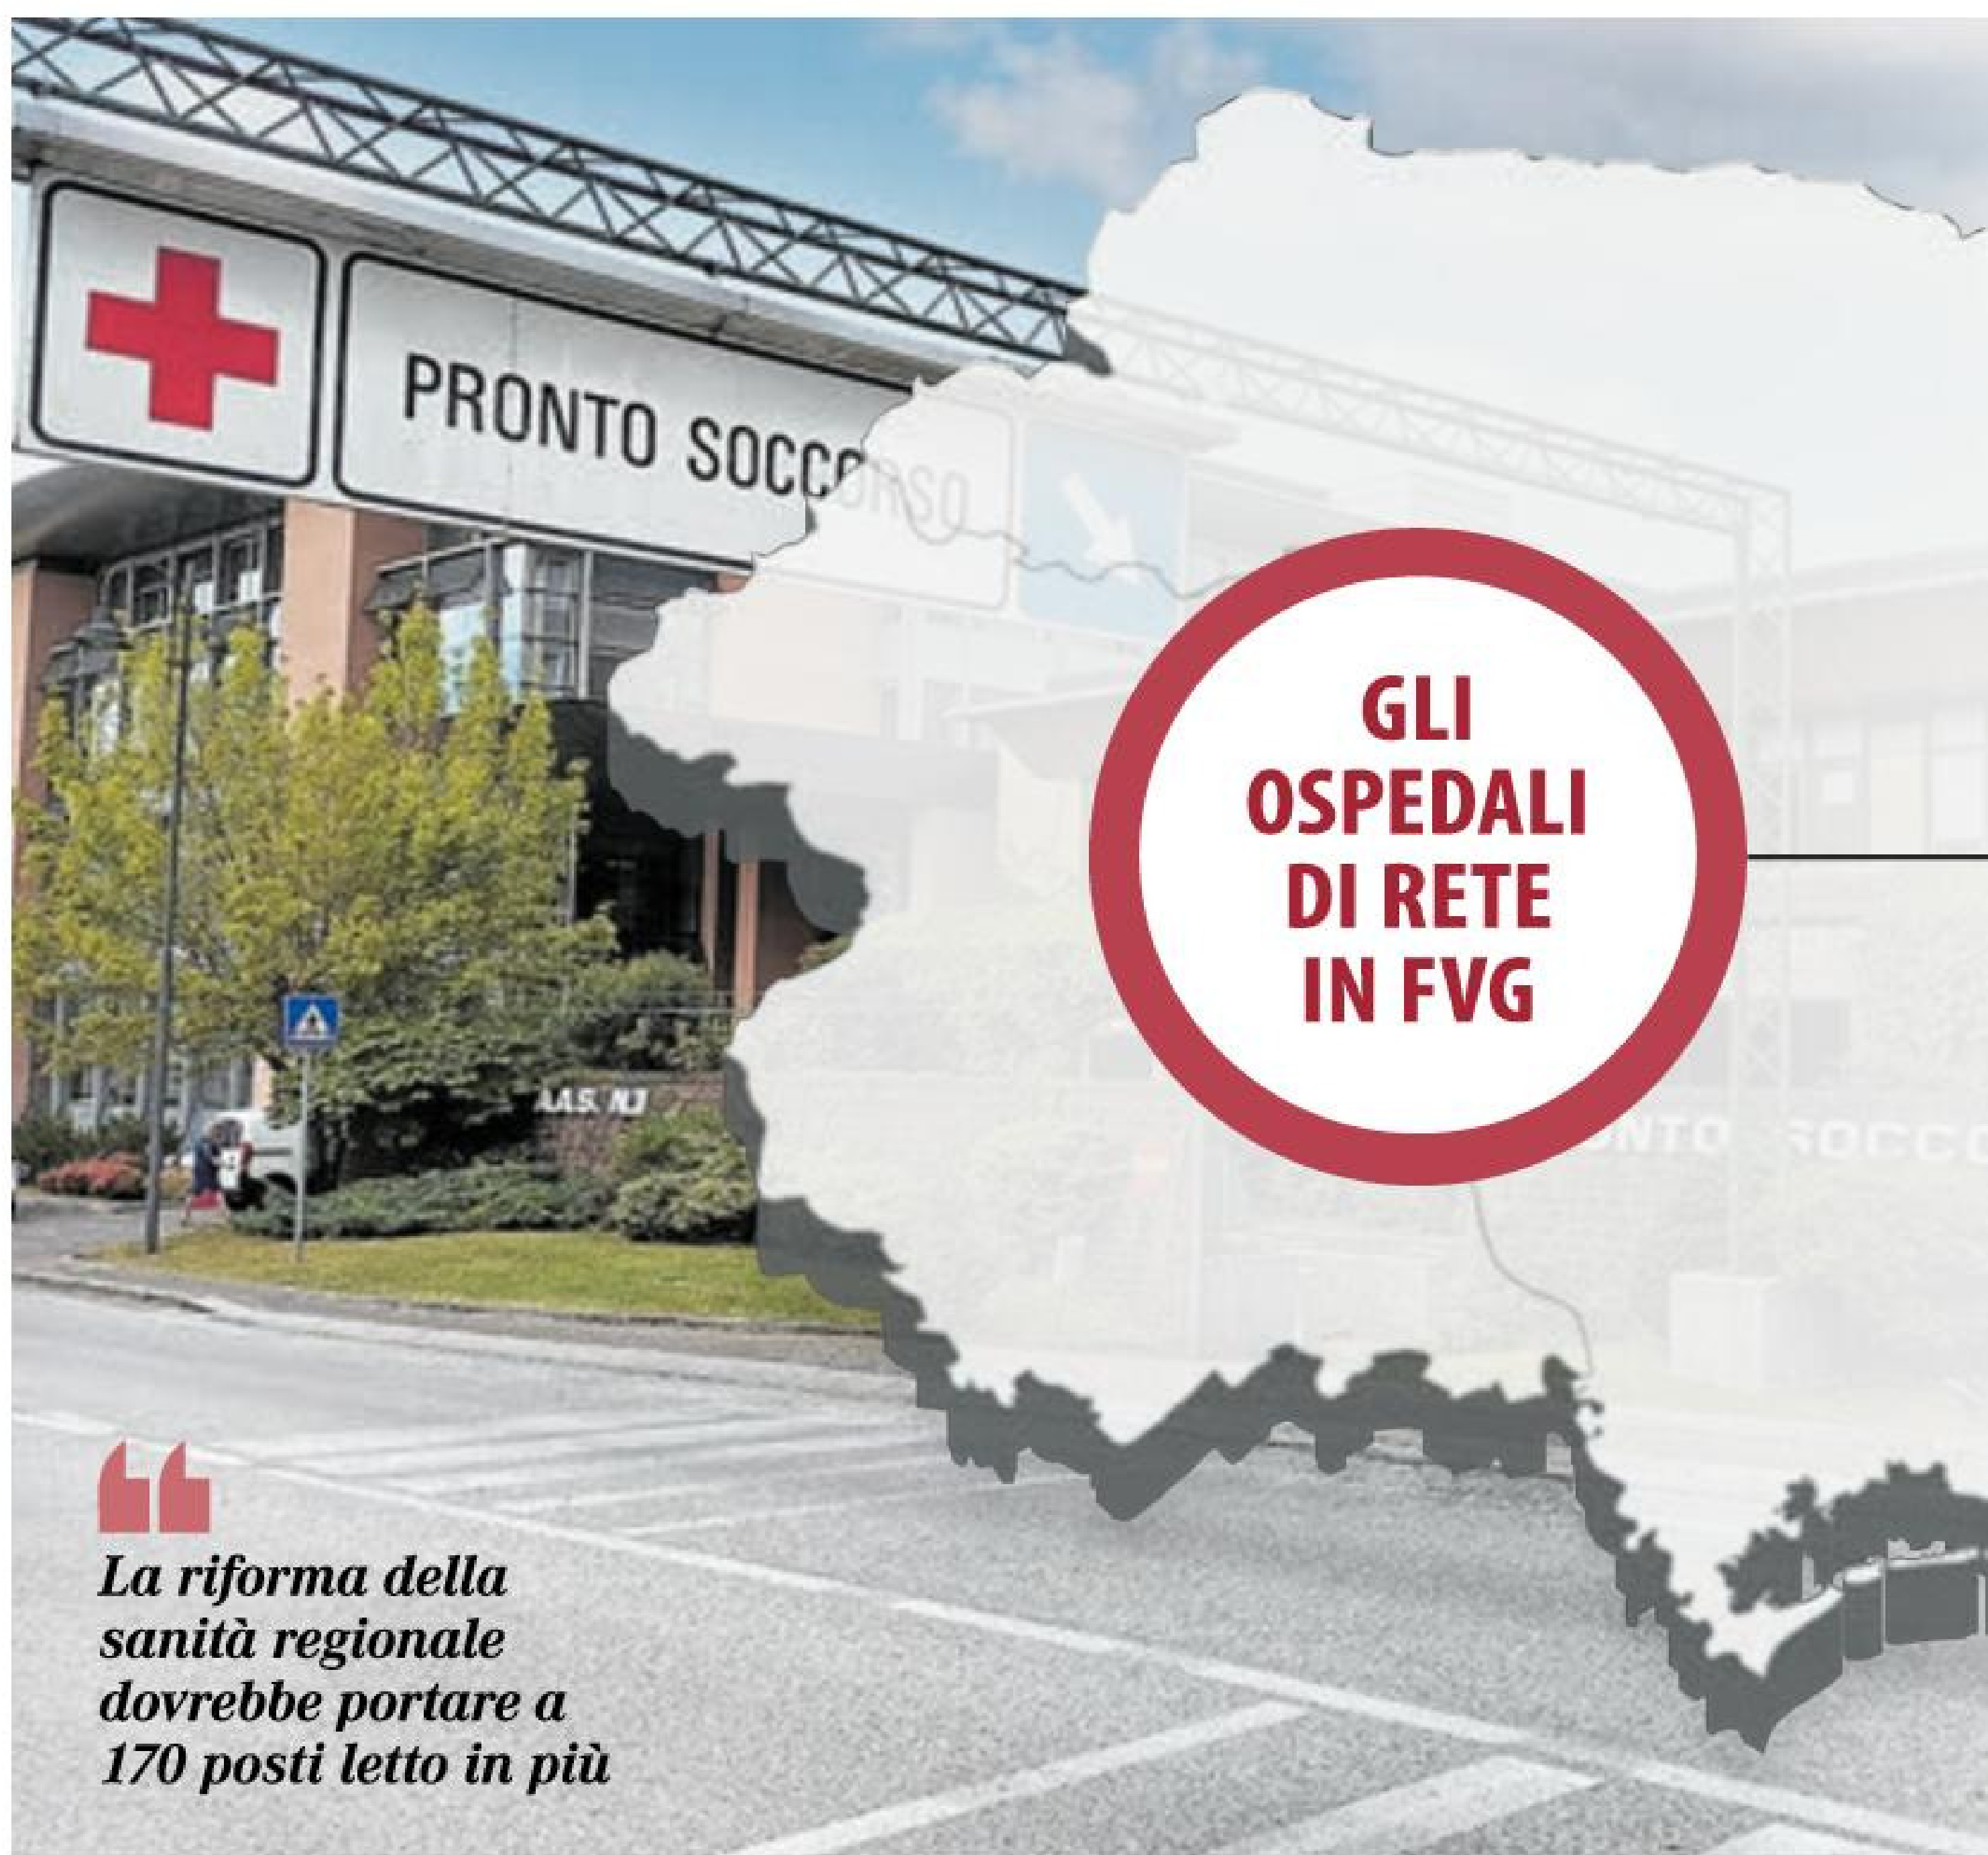 PRONTO SOCCORSO
GLI
OSPEDALI
DI RETE
IN FVG
A.A.S. N.3
La riforma della
sanità regionale
dovrebbe portare a
170 posti letto in più